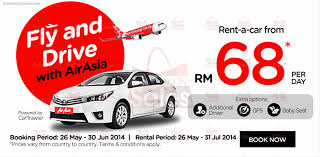 Fly and
Drive
with AirAsia
Powered by
CarTrawler
Rent-a-car from
RM 68* PER DAY
Extra Options
Additional Driver
GPS
Baby Seat
Booking Period: 26 May - 30 Jun 2014 | Rental Period: 26 May - 31 Jul 2014
*Prices vary from country to country. Terms & conditions apply.
BOOK NOW